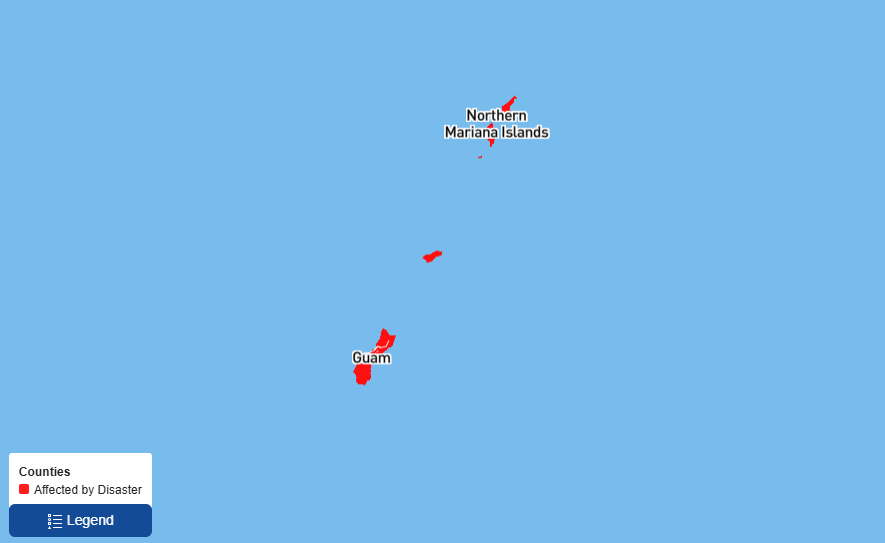 Northern
Mariana Islands
Guam
Counties
Affected by Disaster
Legend